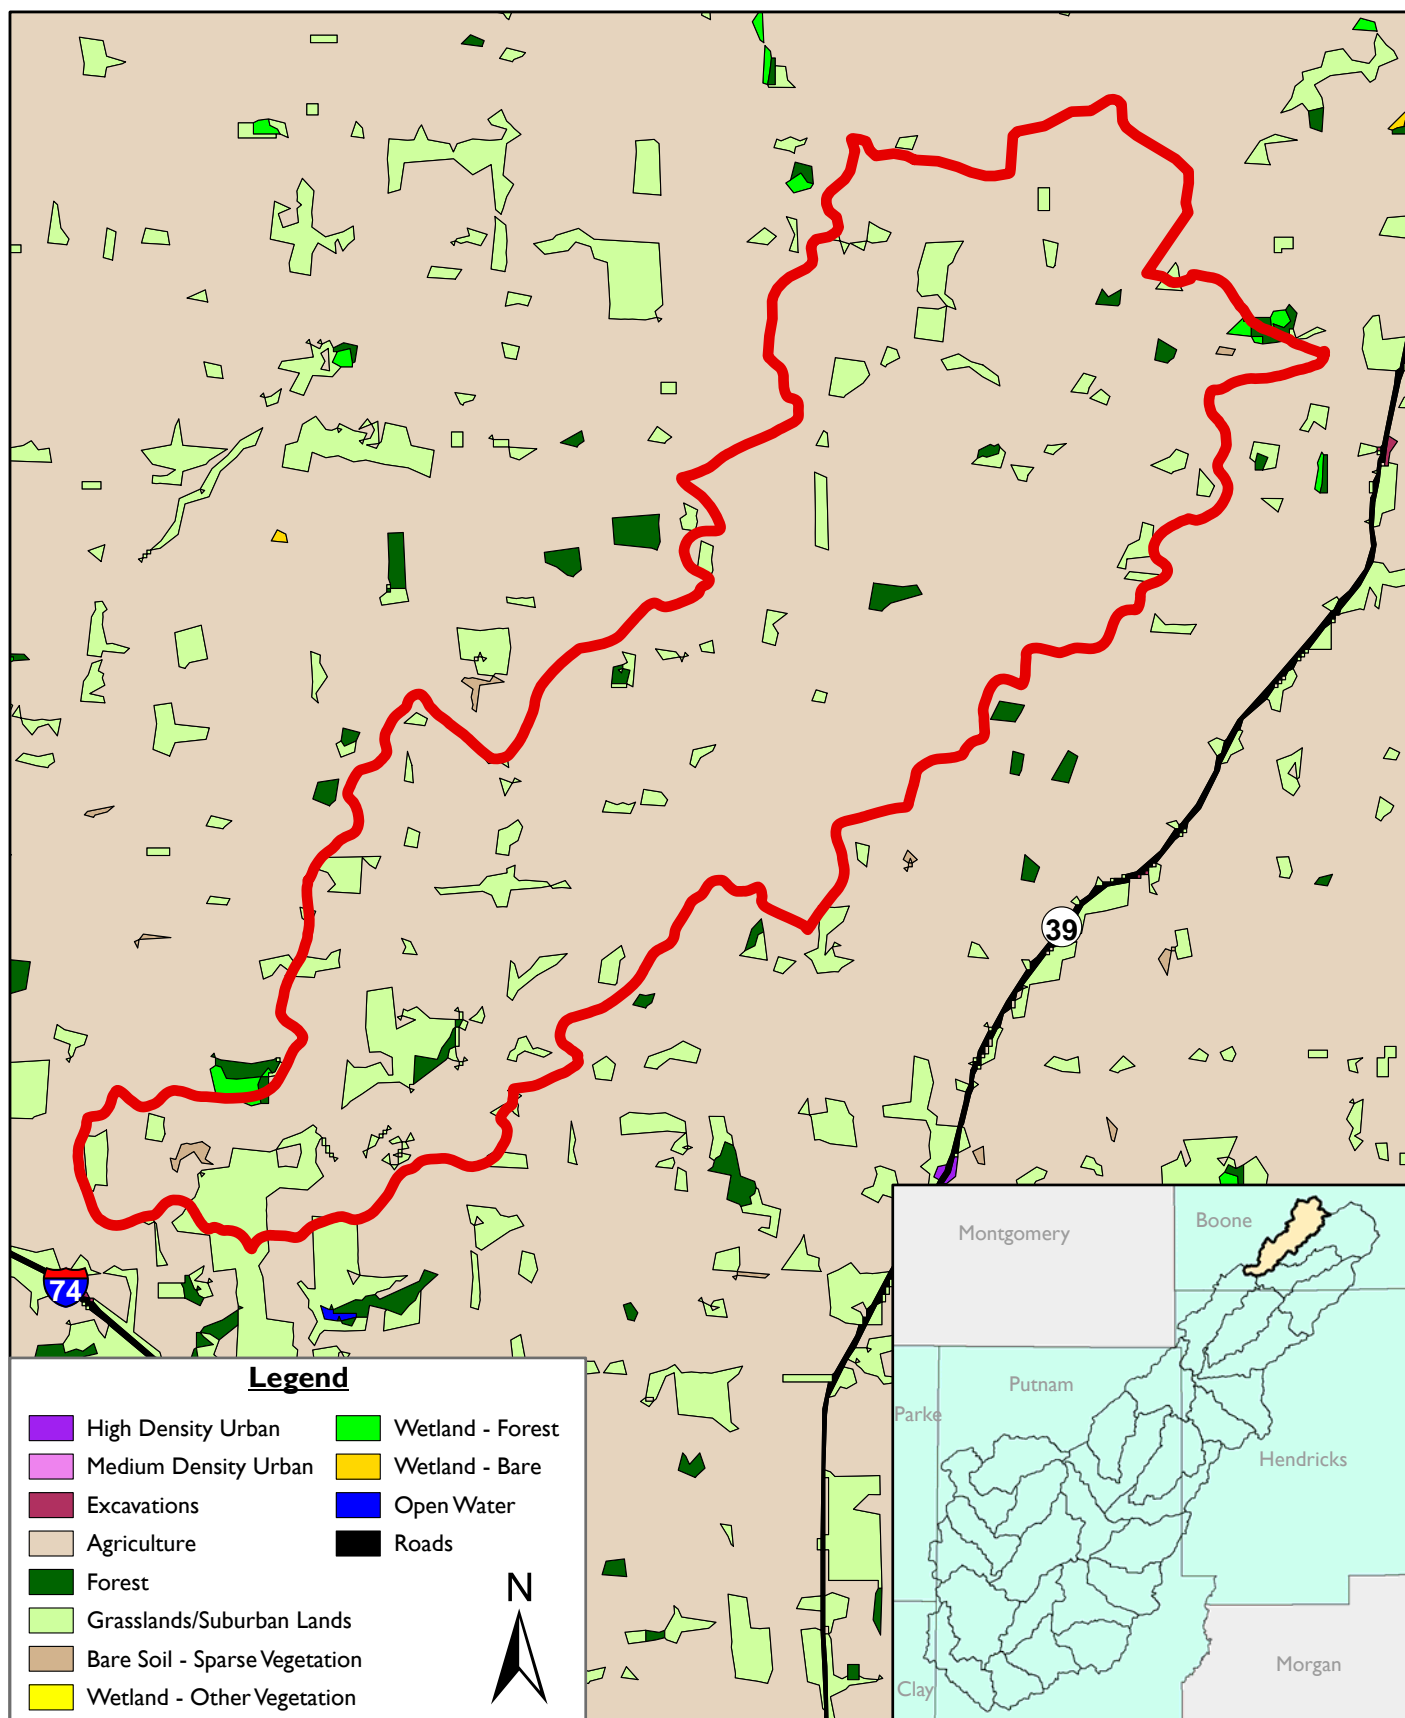 39
74
Legend
High Density Urban
Medium Density Urban
Excavations
Agriculture
Forest
Grasslands/Suburban Lands
Bare Soil - Sparse Vegetation
Wetland - Other Vegetation
Wetland - Forest
Wetland - Bare
Open Water
Roads
N
Montgomery
Boone
Putnam
Parke
Hendricks
Morgan
Clay